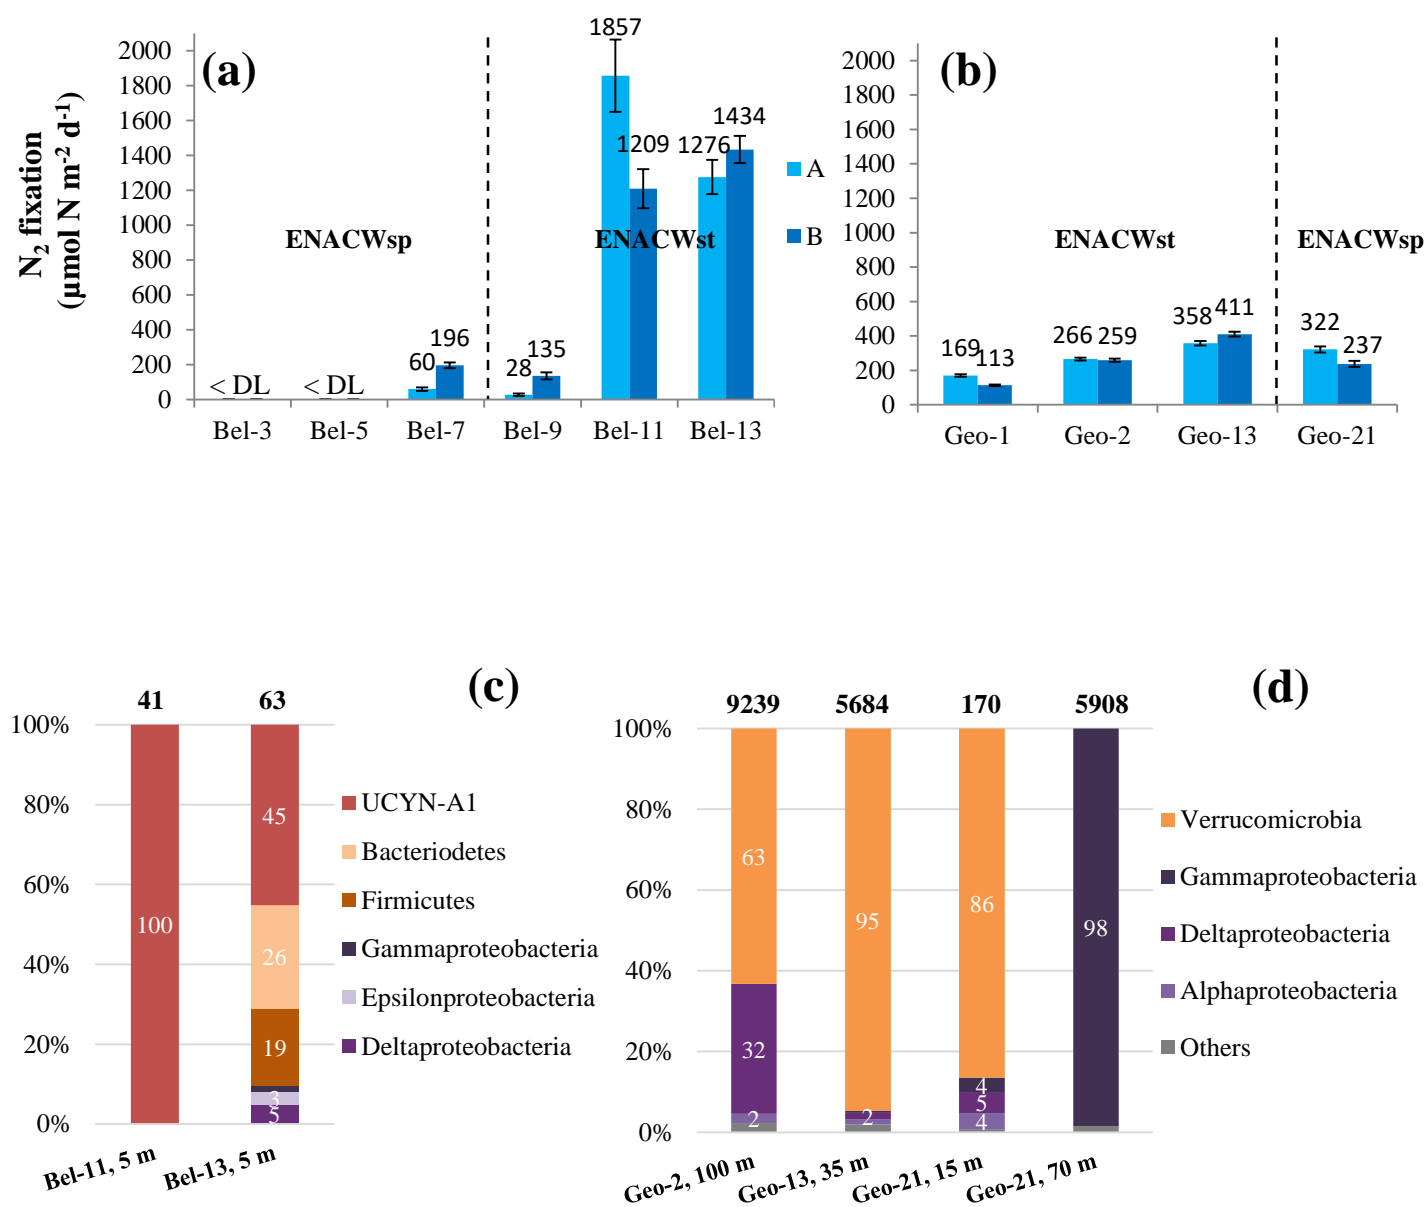 (a)
N2 fixation
(µmol N m-2 d-1)
2000
1800
1600
1400
1200
1000
800
600
400
200
0
< DL
< DL
60
196
28
135
1857
1209
1276
1434
ENACWsp
ENACWst
Bel-3 Bel-5 Bel-7 Bel-9 Bel-11 Bel-13
A
B
(b)
2000
1800
1600
1400
1200
1000
800
600
400
200
0
169
113
266
259
358
411
322
237
ENACWst
ENACWsp
Geo-1 Geo-2 Geo-13 Geo-21
(c)
41 63
100%
80%
60%
40%
20%
0%
100
45
26
19
3
5
Bel-11, 5 m
Bel-13, 5 m
UCYN-A1
Bacteriodetes
Firmicutes
Gammaproteobacteria
Epsilonproteobacteria
Deltaproteobacteria
(d)
9239 5684 170 5908
100%
80%
60%
40%
20%
0%
63
32
2
95
2
86
4
5
4
98
Geo-2, 100 m
Geo-13, 35 m
Geo-21, 15 m
Geo-21, 70 m
Verrucomicrobia
Gammaproteobacteria
Deltaproteobacteria
Alphaproteobacteria
Others